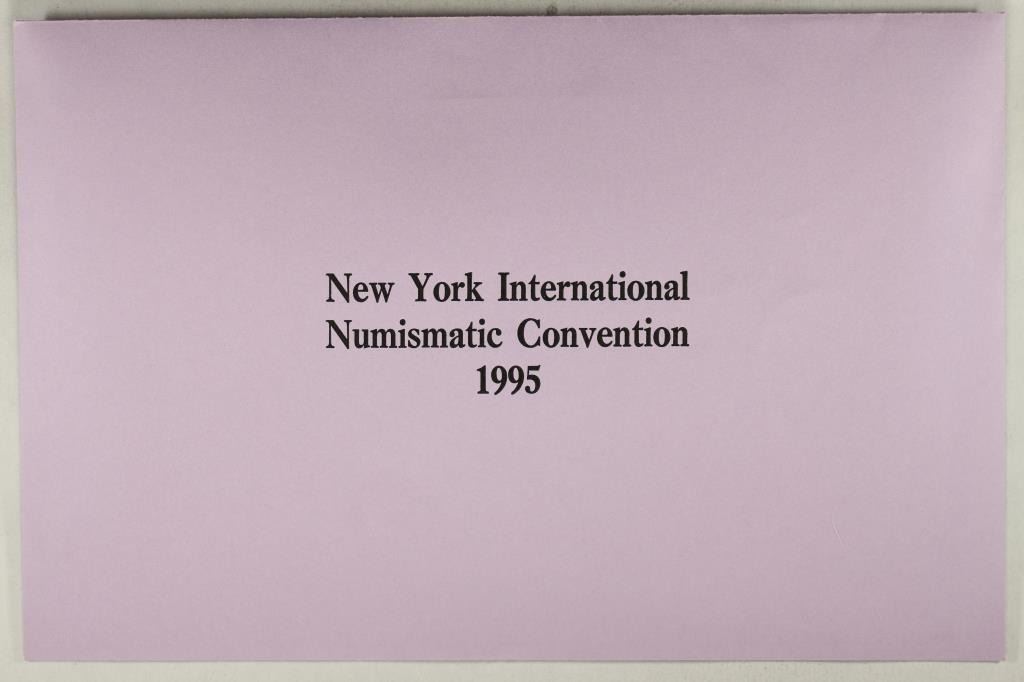 New York International
Numismatic Convention
1995